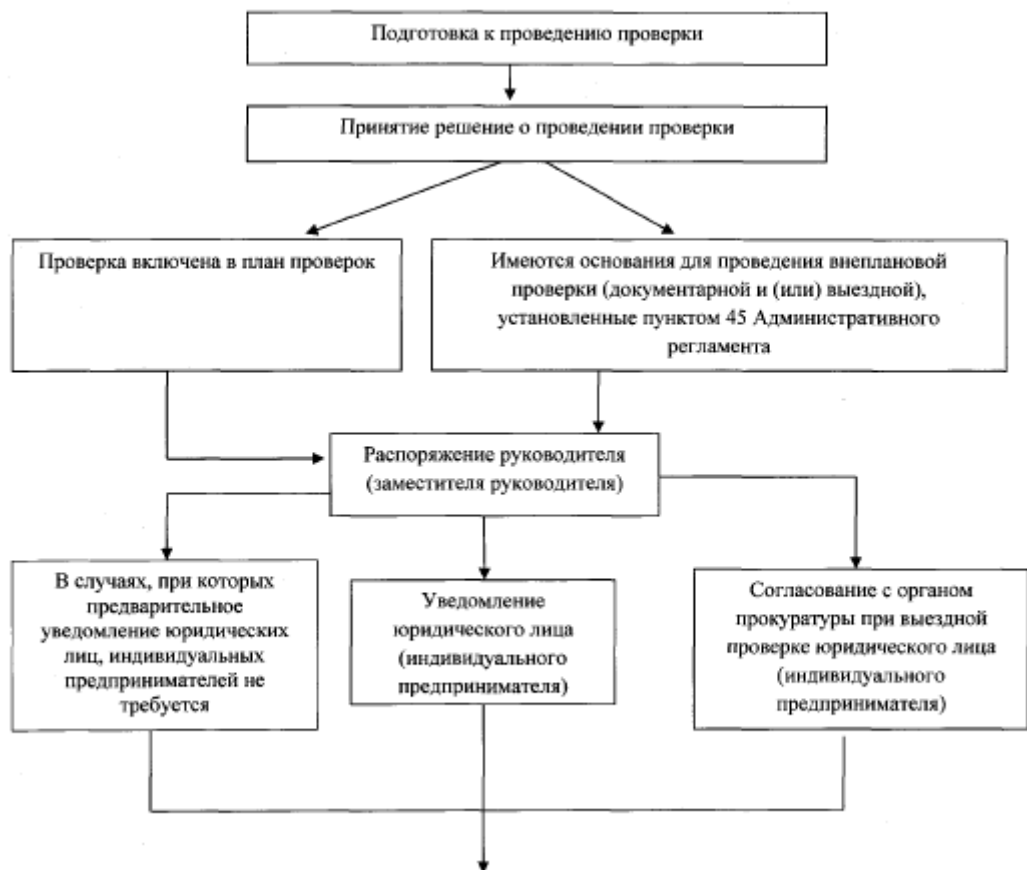 Подготовка к проведению проверки
Принятие решение о проведении проверки
Проверка включена в план проверок
Имеются основания для проведения внеплановой
проверки (документарной и (или) выездной),
установленные пунктом 45 Административного
регламента
Распоряжение руководителя
(заместителя руководителя)
В случаях, при которых
предварительное
уведомление юридических
лиц, индивидуальных
предпринимателей не
требуется
Уведомление
юридического лица
(индивидуального
предпринимателя)
Согласование с органом
прокуратуры при выездной
проверке юридического лица
(индивидуального
предпринимателя)